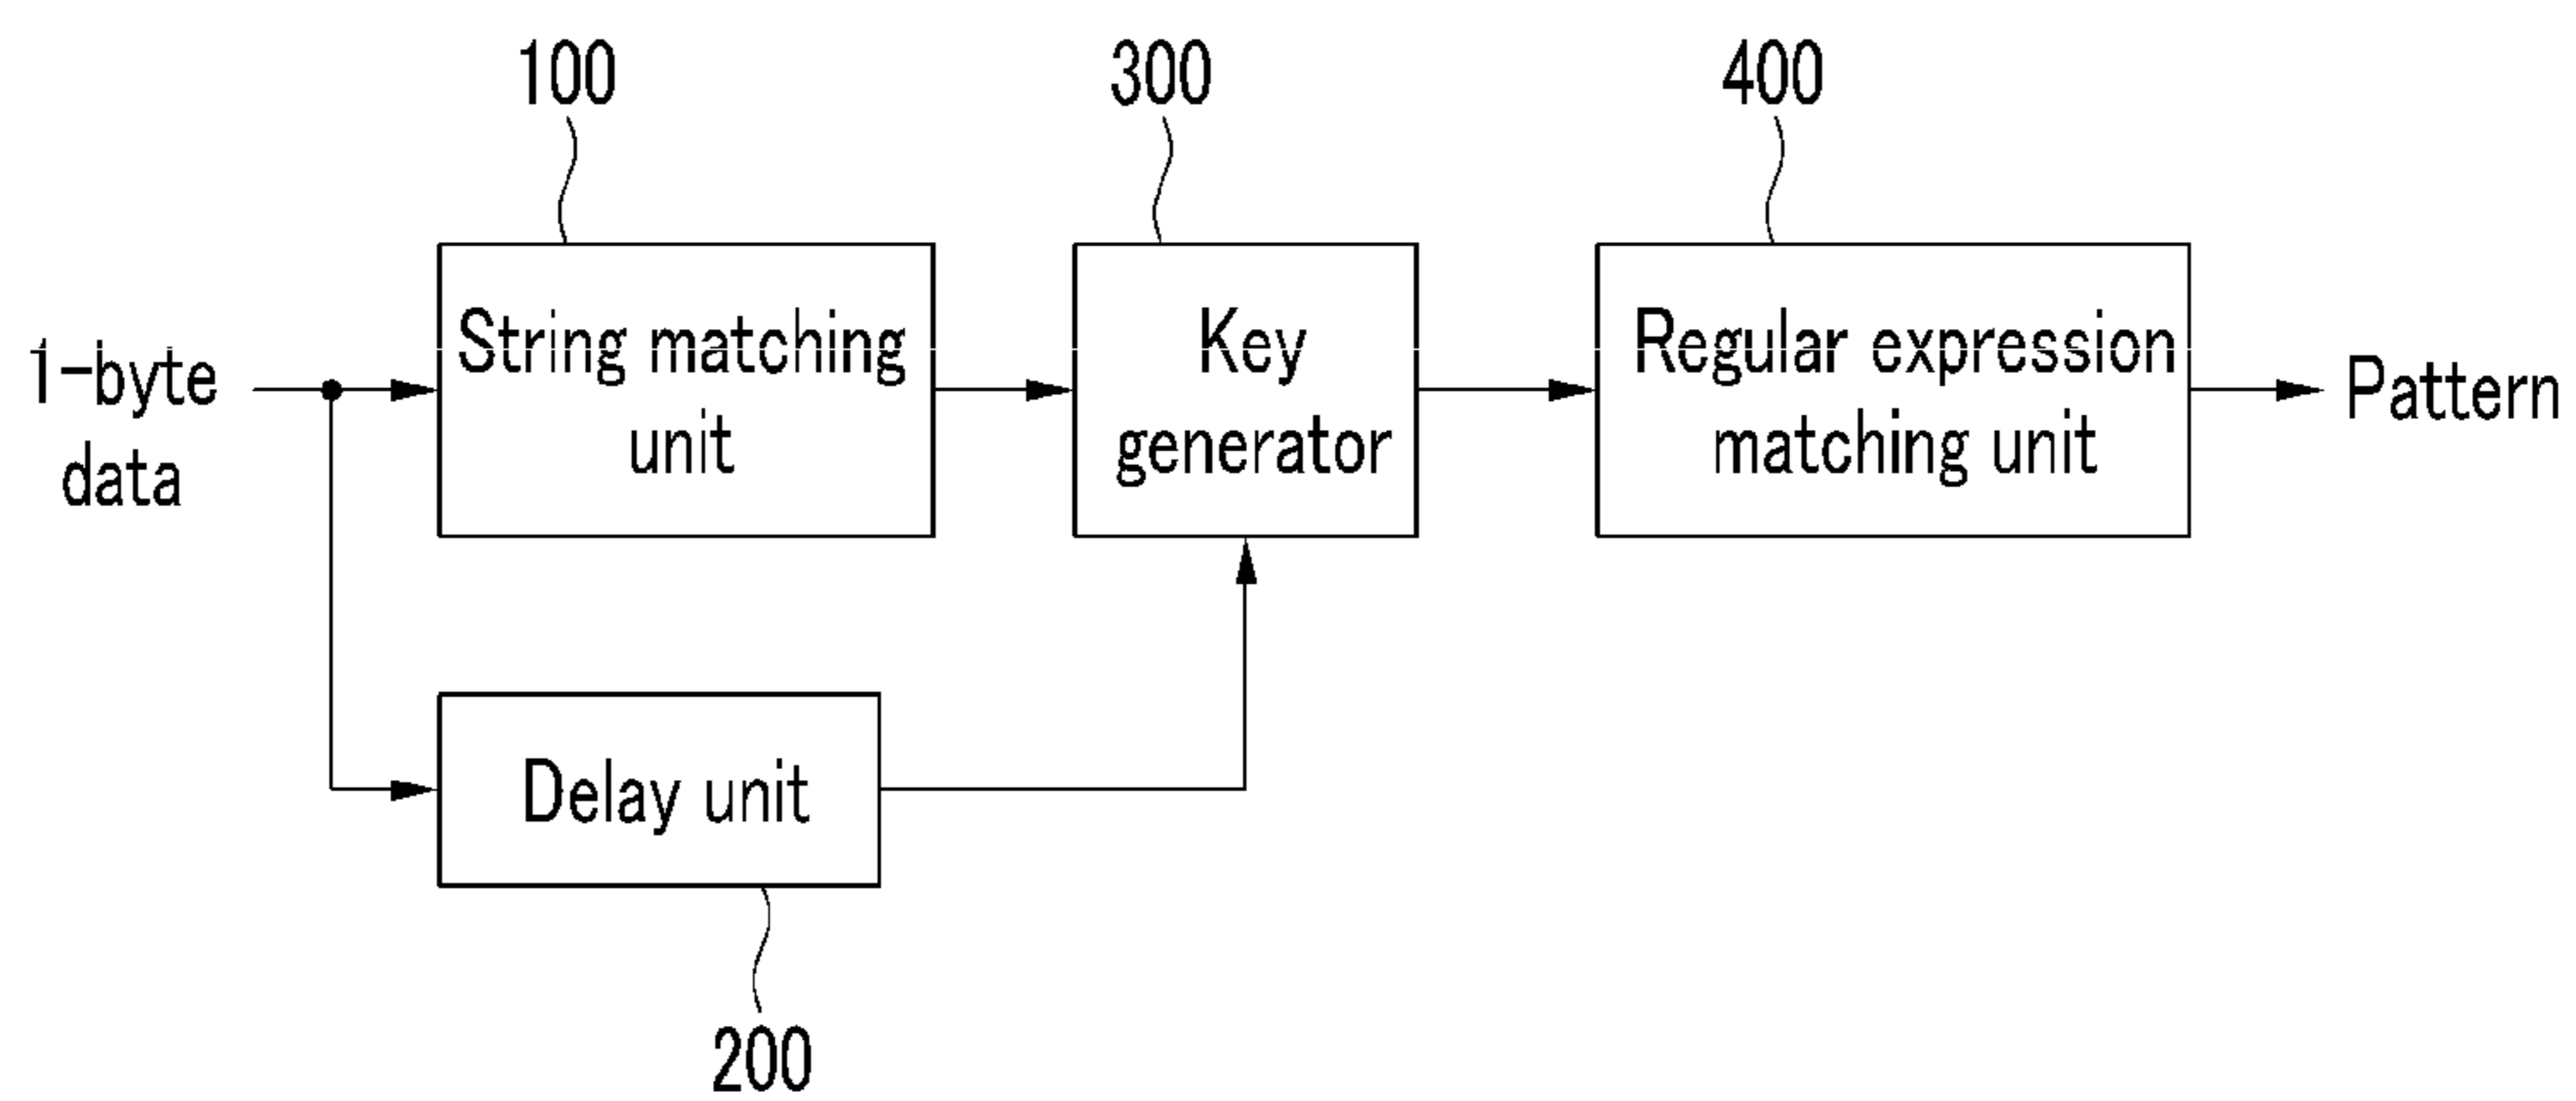 100
300
400
1-byte
data
String matching
unit
Key
generator
Regular expression
matching unit
Pattern
Delay unit
200